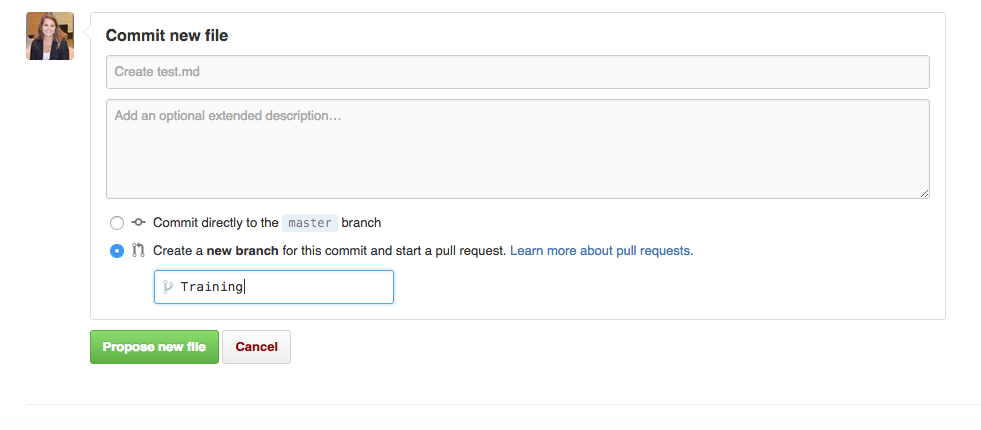 Commit new file
Create test.md
Add an optional extended description…
Commit directly to the master branch
Create a new branch for this commit and start a pull request. Learn more about pull requests.
Training
Propose new file Cancel